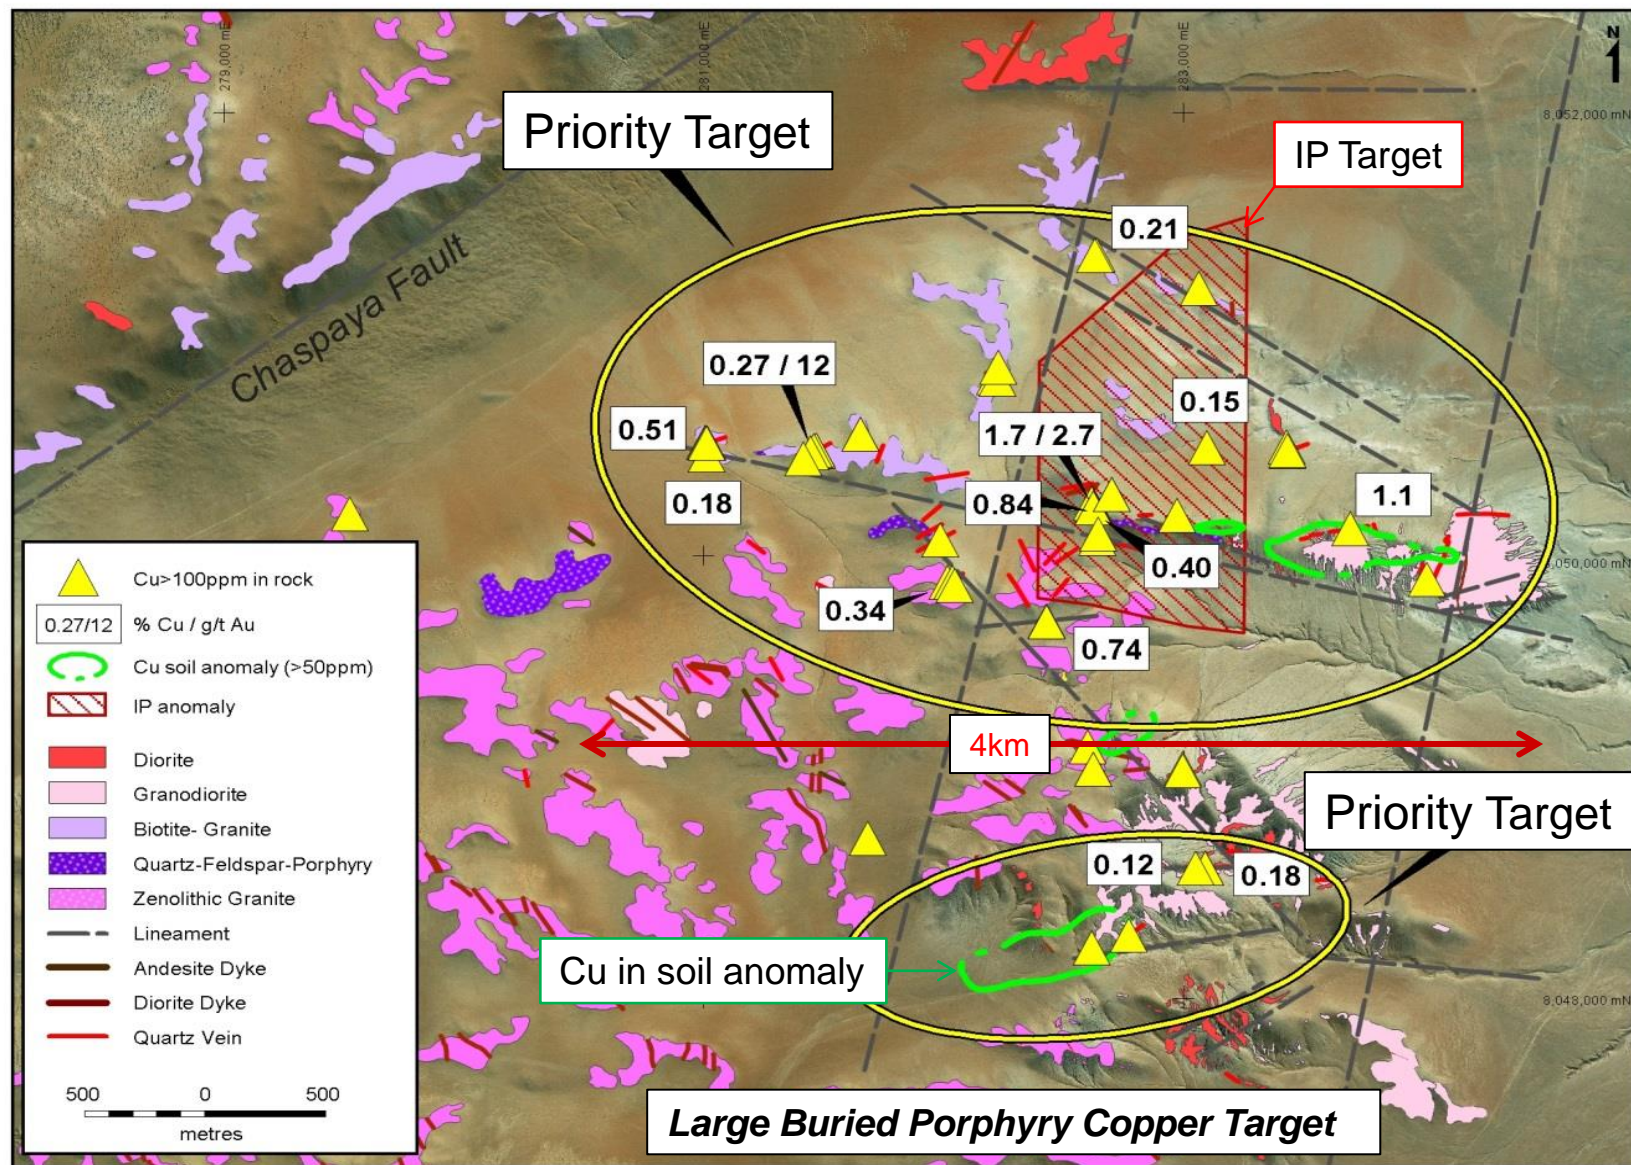 279,000 mE
281,000 mE
283,000 mE
N
8,052,000 mN
Priority Target
IP Target
Chaspaya Fault
0.21
0.27 / 12
0.15
0.51
1.7 / 2.7
0.18
0.84
1.1
0.40
,050,000 mN
0.34
0.74
4km
Priority Target
0.12
0.18
Cu in soil anomaly
8,048,000 mN
Large Buried Porphyry Copper Target
Cu>100ppm in rock
0.27/12 % Cu / g/t Au
Cu soil anomaly (>50ppm)
IP anomaly
Diorite
Granodiorite
Biotite- Granite
Quartz-Feldspar-Porphyry
Zenolithic Granite
Lineament
Andesite Dyke
Diorite Dyke
Quartz Vein
500 0 500
metres